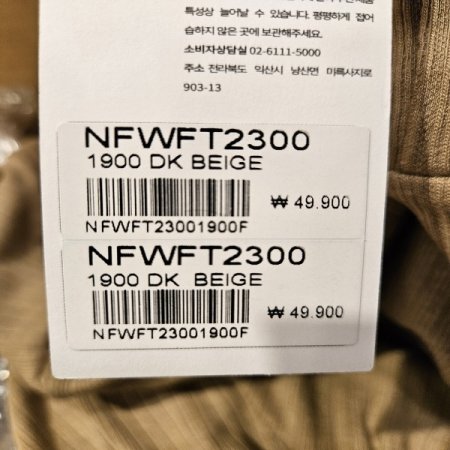 특성상 늘어날 수 있습니다. 평평하게 접어
습하지 않은 곳에 보관해주세요.
소비자상담실 02-6111-5000
주소 전라북도 익산시 낭산면 미륵사지로
903-13
NFWFT2300
1900 DK BEIGE
₩ 49.900
NFWFT23001900F
NFWFT2300
1900 DK BEIGE
₩ 49.900
NFWFT23001900F